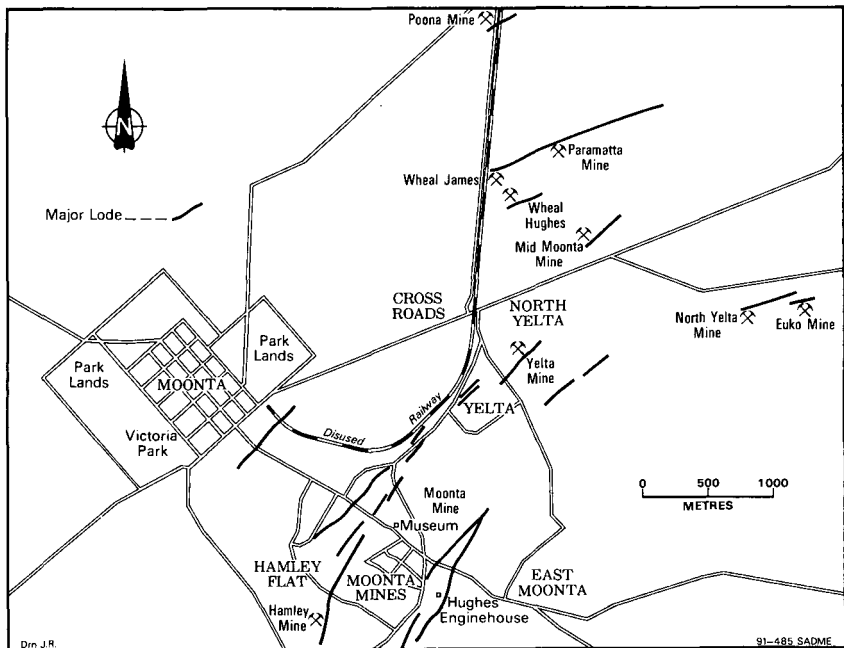 Poona Mine
N
Paramatta
Mine
Wheal James
Wheal
Hughes
Major Lode
Mid Moonta
Mine
CROSS
ROADS
NORTH
YELTA
North Yelta
Mine
Euko Mine
Park
Lands
Park
Lands
MOONTA
Yelta
Mine
Railway
YELTA
Disused
Victoria
Park
0 500 1000
METRES
Moonta
Mine
Museum
HAMLEY
FLAT
MOONTA
MINES
EAST
MOONTA
Hamley
Mine
Hughes
Enginehouse
Drn J.R.
91-485 SADME